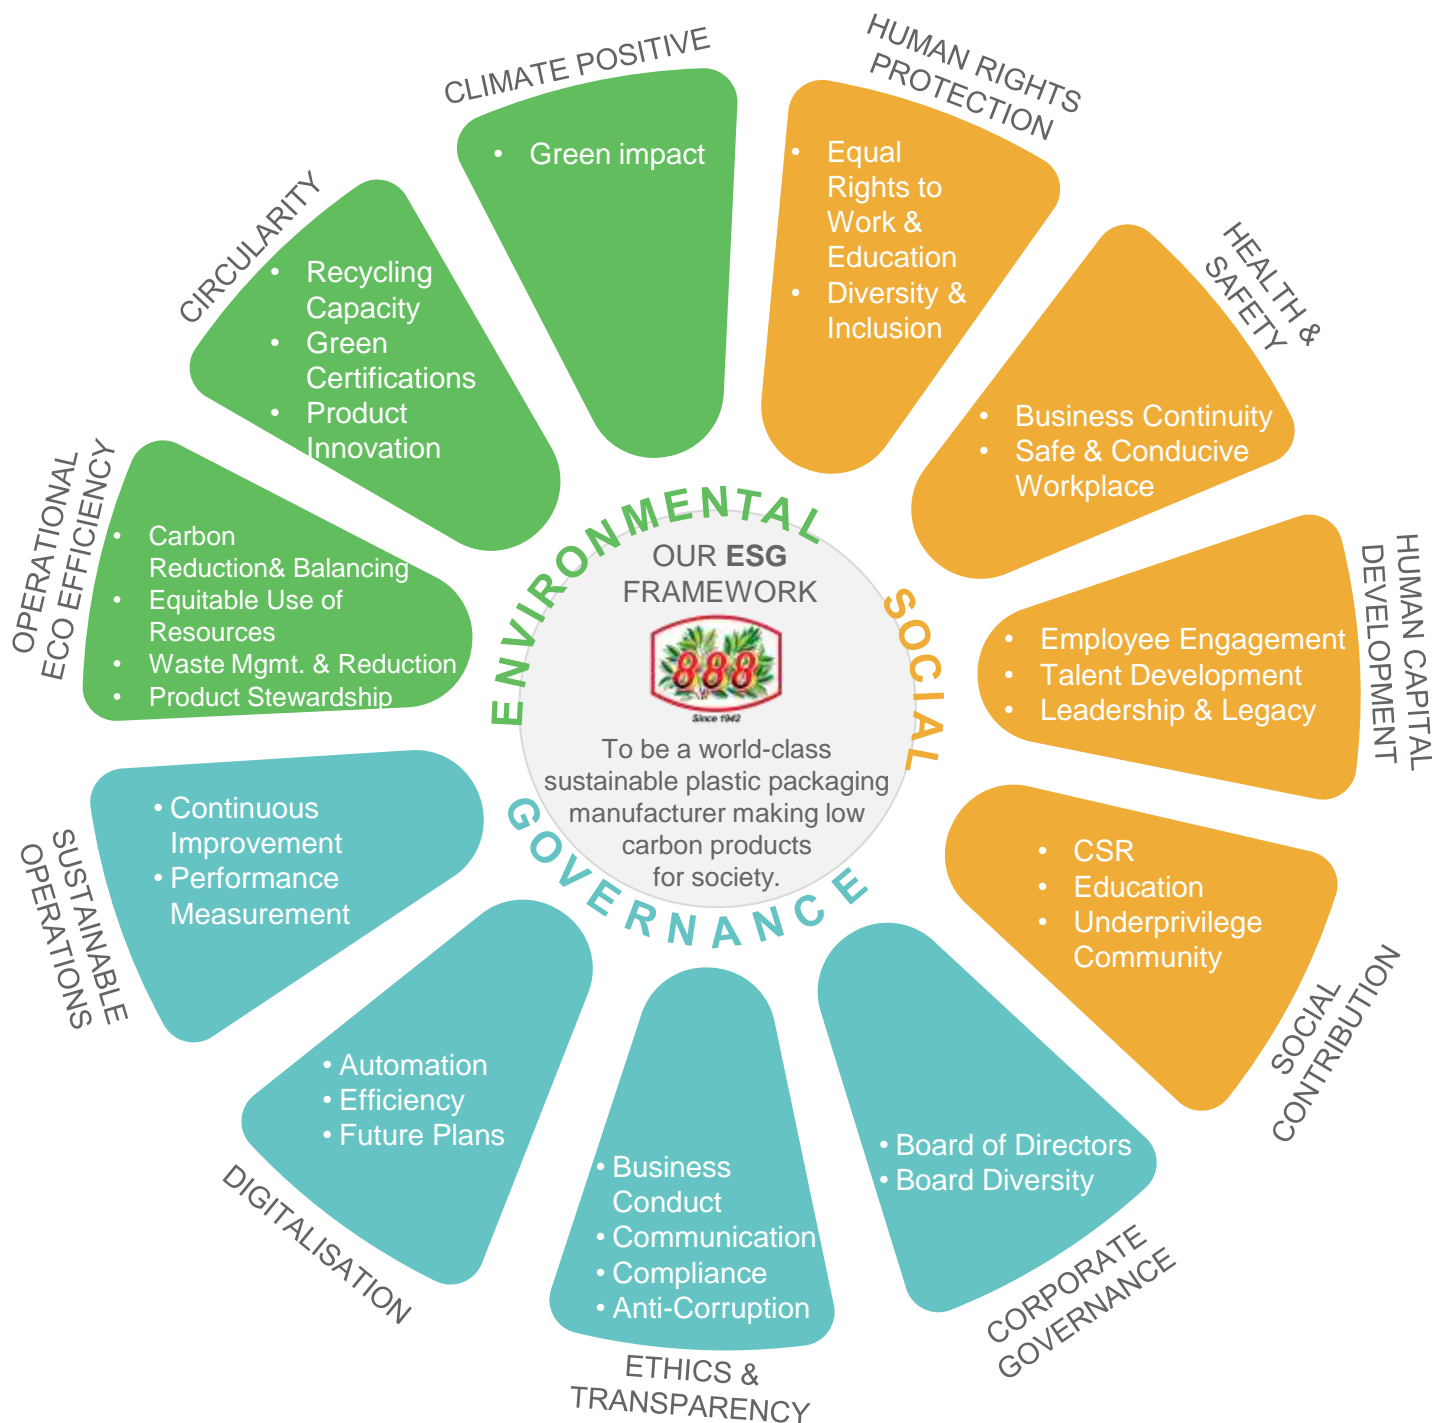 CLIMATE POSITIVE
• Green impact
HUMAN RIGHTS
PROTECTION
• Equal
Rights to
Work &
Education
• Diversity &
Inclusion
HEALTH &
SAFETY
• Business Continuity
• Safe & Conducive
Workplace
HUMAN CAPITAL
DEVELOPMENT
• Employee Engagement
• Talent Development
• Leadership & Legacy
SOCIAL
CONTRIBUTION
• CSR
• Education
• Underprivilege
Community
CORPORATE
GOVERNANCE
• Board of Directors
• Board Diversity
ETHICS &
TRANSPARENCY
• Business
Conduct
• Communication
• Compliance
• Anti-Corruption
DIGITALISATION
• Automation
• Efficiency
• Future Plans
SUSTAINABLE
OPERATIONS
• Continuous
Improvement
• Performance
Measurement
OPERATIONAL
ECO EFFICIENCY
• Carbon
Reduction& Balancing
• Equitable Use of
Resources
• Waste Mgmt. & Reduction
• Product Stewardship
CIRCULARITY
• Recycling
Capacity
• Green
Certifications
• Product
Innovation
ENVIRONMENTAL
SOCIAL
GOVERNANCE
OUR ESG
FRAMEWORK
888
Since 1942
To be a world-class
sustainable plastic packaging
manufacturer making low
carbon products
for society.